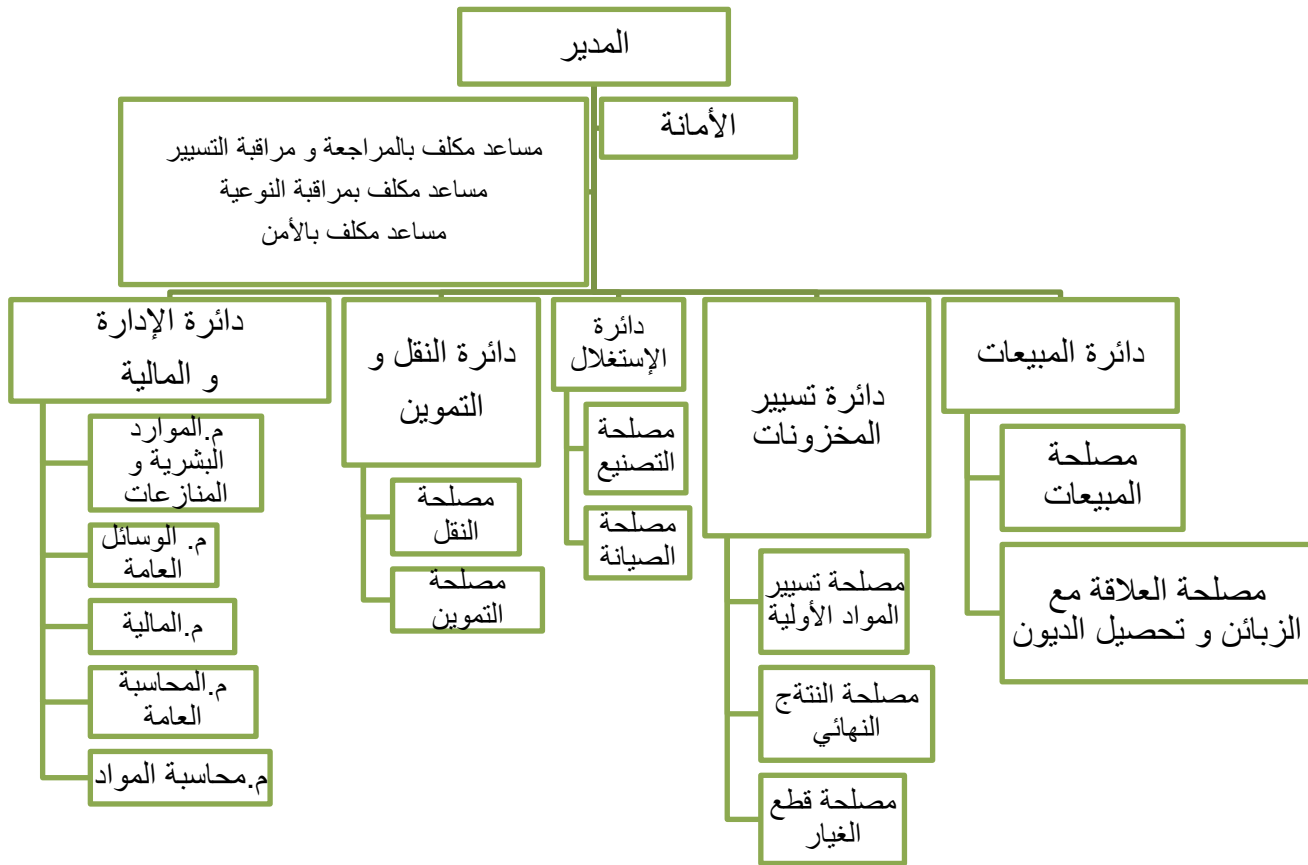 المدير
الأمانة
مساعد مكلف بالمراجعة و مراقبة التسيير
مساعد مكلف بمراقبة النوعية
مساعد مكلف بالأمن
دائرة المبيعات
مصلحة
المبيعات
مصلحة العلاقة مع
الزبائن و تحصيل الديون
دائرة تسيير
المخزونات
مصلحة تسيير
المواد الأولية
مصلحة النتةج
النهائي
مصلحة قطع
الغيار
دائرة
الإستغلال
مصلحة
التصنيع
مصلحة
الصيانة
دائرة النقل و
التموين
مصلحة
النقل
مصلحة
التموين
دائرة الإدارة
و المالية
م.الموارد
البشرية و
المنازعات
م. الوسائل
العامة
م.المالية
م.المحاسبة
العامة
م.محاسبة المواد